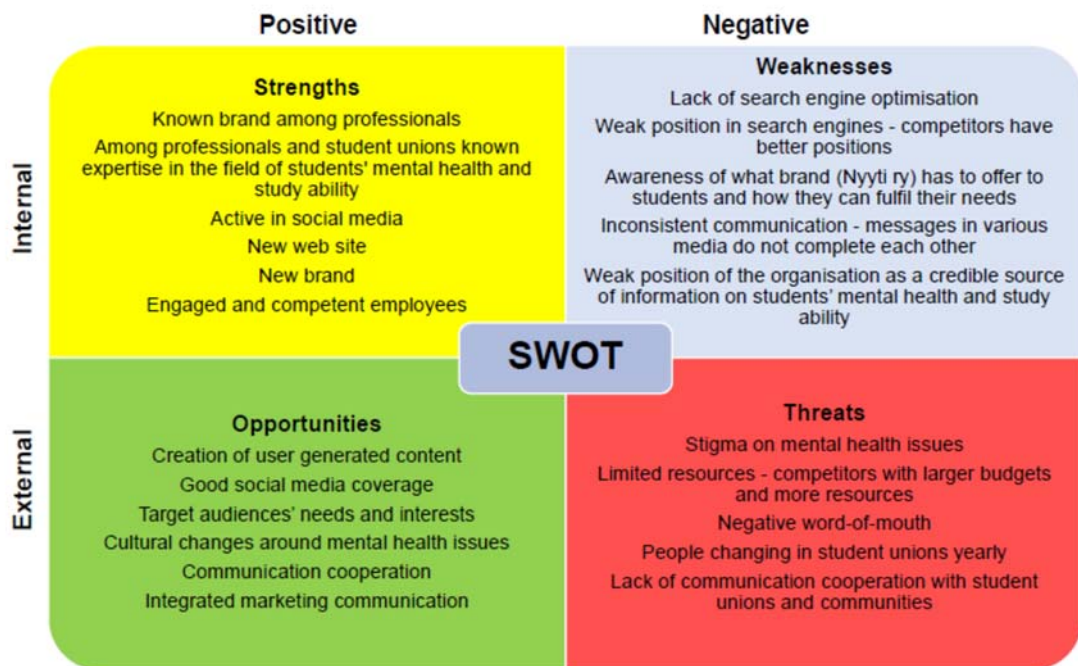 Positive
Negative
Internal
Strengths
Known brand among professionals
Among professionals and student unions known
expertise in the field of students' mental health and
study ability
Active in social media
New web site
New brand
Engaged and competent employees
Weaknesses
Lack of search engine optimisation
Weak position in search engines - competitors have
better positions
Awareness of what brand (Nyyti ry) has to offer to
students and how they can fulfil their needs
Inconsistent communication - messages in various
media do not complete each other
Weak position of the organisation as a credible source
of information on students’ mental health and study
ability
SWOT
External
Opportunities
Creation of user generated content
Good social media coverage
Target audiences’ needs and interests
Cultural changes around mental health issues
Communication cooperation
Integrated marketing communication
Threats
Stigma on mental health issues
Limited resources - competitors with larger budgets
and more resources
Negative word-of-mouth
People changing in student unions yearly
Lack of communication cooperation with student
unions and communities